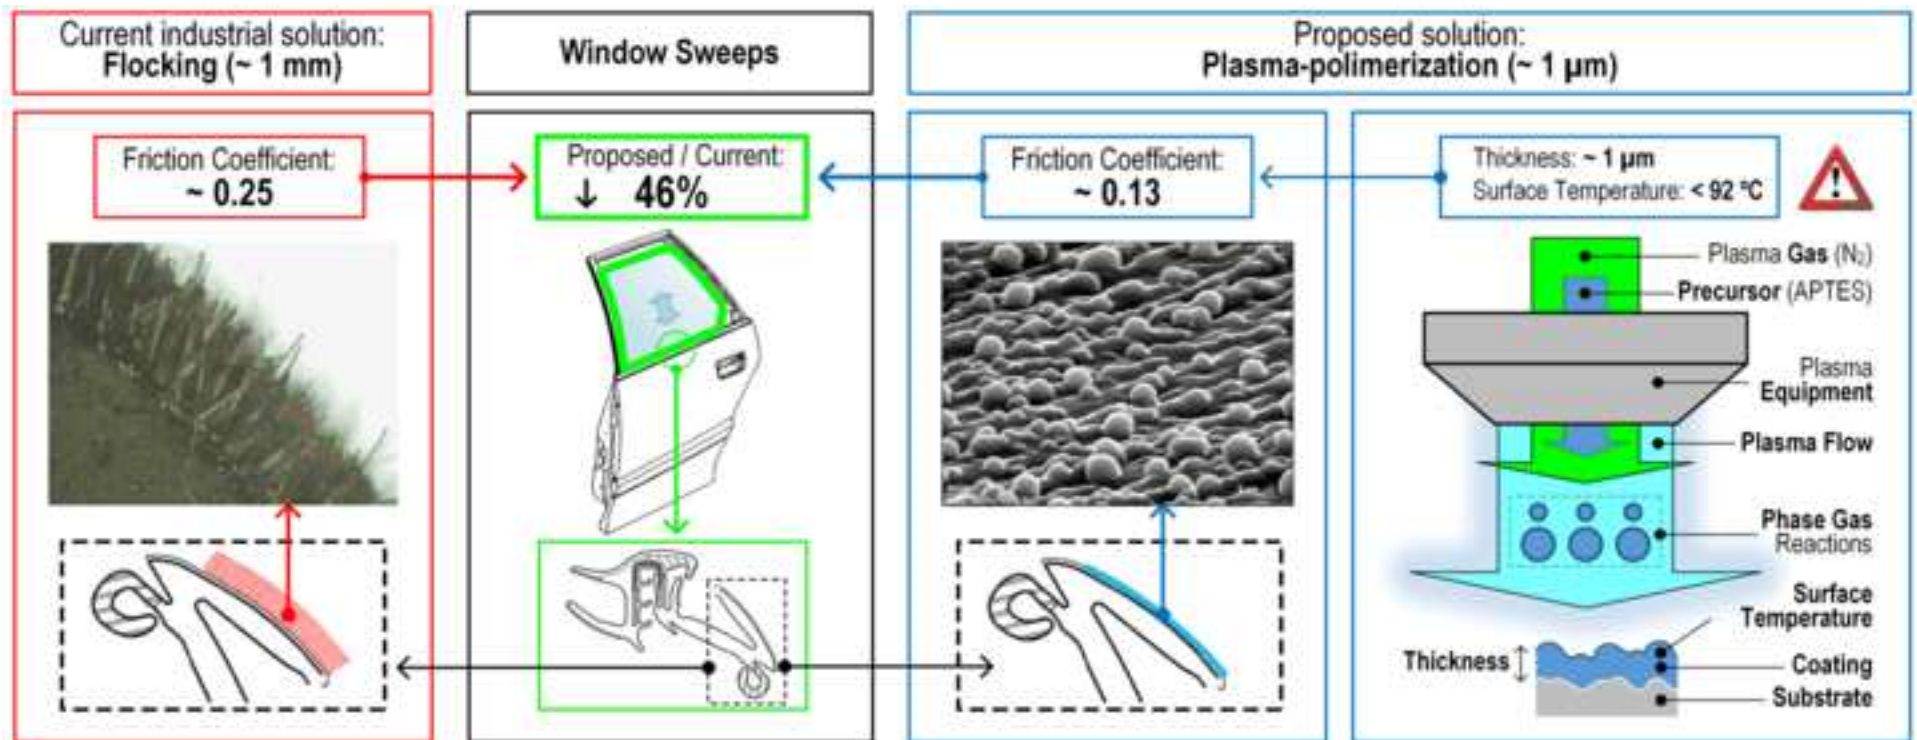 Current industrial solution:
Flocking (~ 1 mm)
Window Sweeps
Proposed solution:
Plasma-polimerization (~ 1 µm)
Friction Coefficient:
~ 0.25
Proposed / Current:
↓ 46%
Friction Coefficient:
~ 0.13
Thickness: ~ 1 µm
Surface Temperature: < 92 ºC
!
Plasma Gas (N₂)
Precursor (APTES)
Plasma
Equipment
Plasma Flow
Phase Gas
Reactions
Surface
Temperature
Thickness
Coating
Substrate